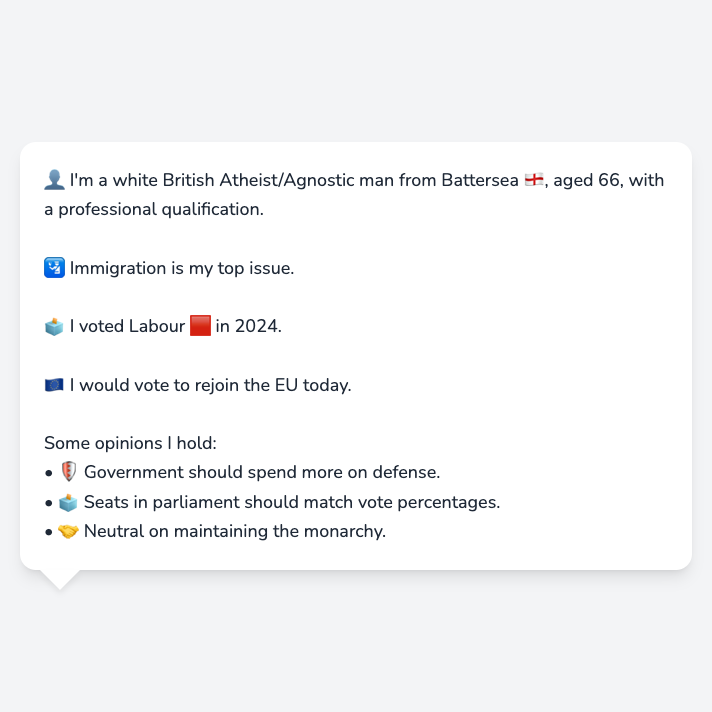 👤 I'm a white British Atheist/Agnostic man from Battersea 🏴󠁧󠁢󠁥󠁮󠁧󠁿, aged 66, with
a professional qualification.
🛂 Immigration is my top issue.
🗳️ I voted Labour 🟥 in 2024.
🇪🇺 I would vote to rejoin the EU today.
Some opinions I hold:
• 🛡️ Government should spend more on defense.
• 🗳️ Seats in parliament should match vote percentages.
• 🤝 Neutral on maintaining the monarchy.